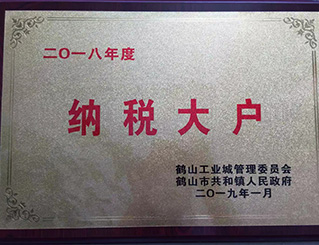 二〇一八年度
纳税大户
鹤山工业城管理委员会
鹤山市共和镇人民政府
二〇一九年一月